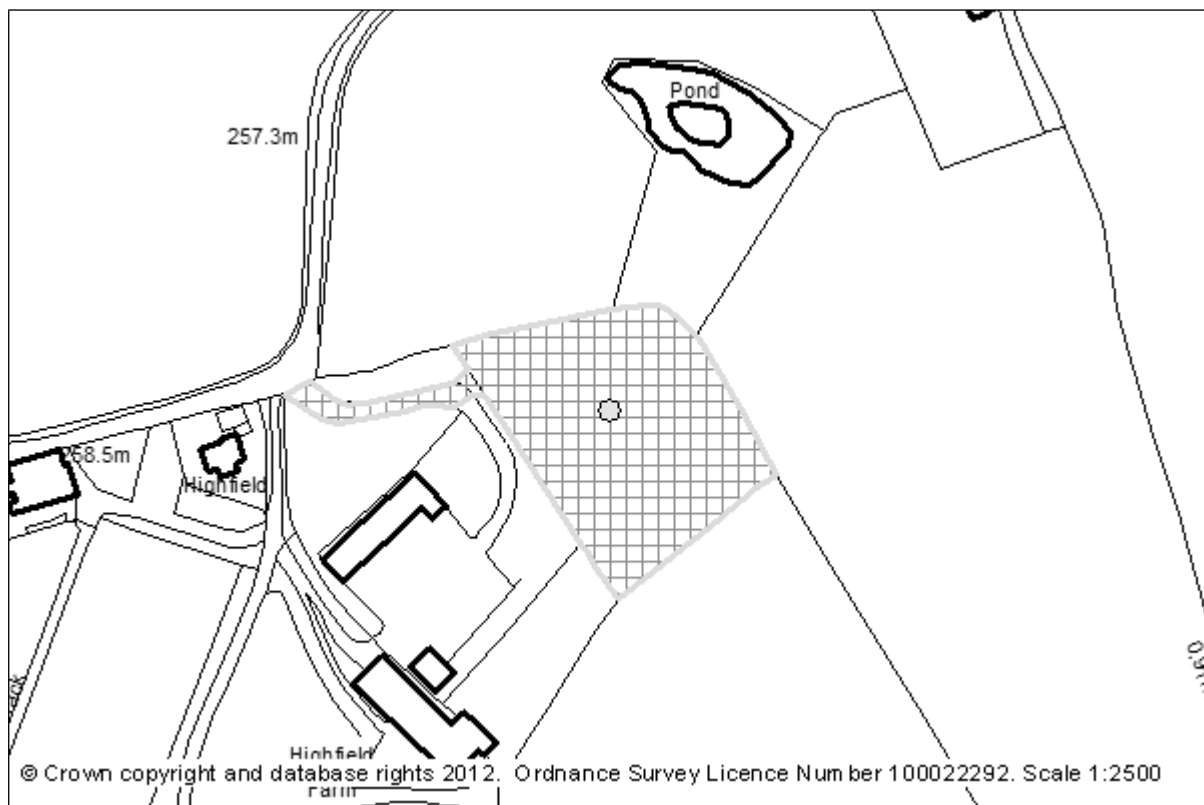 Pond
257.3m
258.5m
Highfield
Highfield
Farm
© Crown copyright and database rights 2012. Ordnance Survey Licence Number 100022292. Scale 1:2500